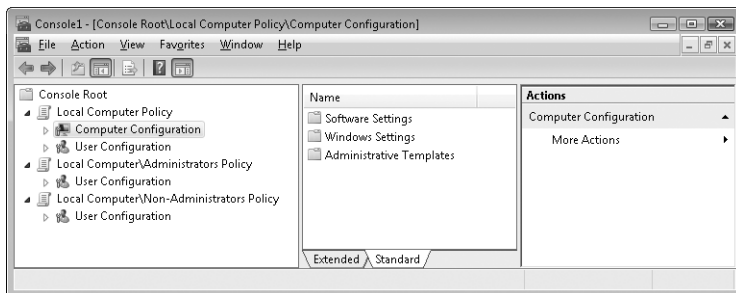 Console1 - [Console Root\Local Computer Policy\Computer Configuration]
File Action View Favorites Window Help
Console Root
Local Computer Policy
Computer Configuration
User Configuration
Local Computer\Administrators Policy
User Configuration
Local Computer\Non-Administrators Policy
User Configuration
Name
Software Settings
Windows Settings
Administrative Templates
Extended Standard
Actions
Computer Configuration
More Actions